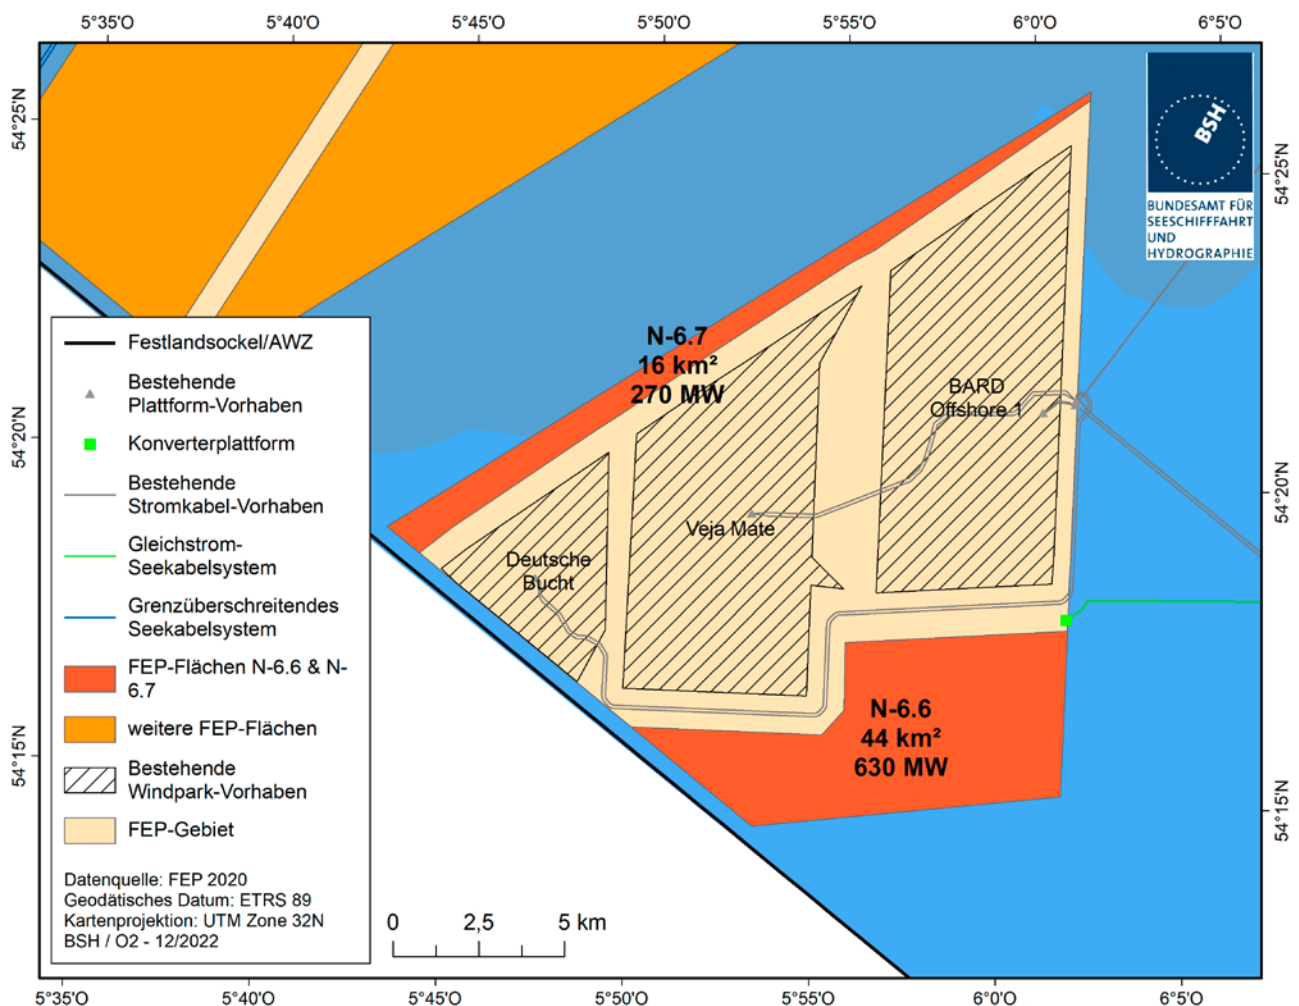 5°35'O 5°40'O 5°45'O 5°50'O 5°55'O 6°0'O 6°5'O
54°25'N
54°25'N
BSH
BUNDESAMT FÜR
SEESCHIFFFAHRT
UND
HYDROGRAPHIE
N-6.7
16 km²
270 MW
BARD
Offshore 1
54°20'N
54°20'N
Veja Mate
Deutsche
Bucht
N-6.6
44 km²
630 MW
54°15'N
54°15'N
Festlandsockel/AWZ
Bestehende
Plattform-Vorhaben
Konverterplattform
Bestehende
Stromkabel-Vorhaben
Gleichstrom-
Seekabelsystem
Grenzüberschreitendes
Seekabelsystem
FEP-Flächen N-6.6 & N-
6.7
weitere FEP-Flächen
Bestehende
Windpark-Vorhaben
FEP-Gebiet
Datenquelle: FEP 2020
Geodätisches Datum: ETRS 89
Kartenprojektion: UTM Zone 32N
BSH / O2 - 12/2022
0 2,5 5 km
5°35'O 5°40'O 5°45'O 5°50'O 5°55'O 6°0'O 6°5'O